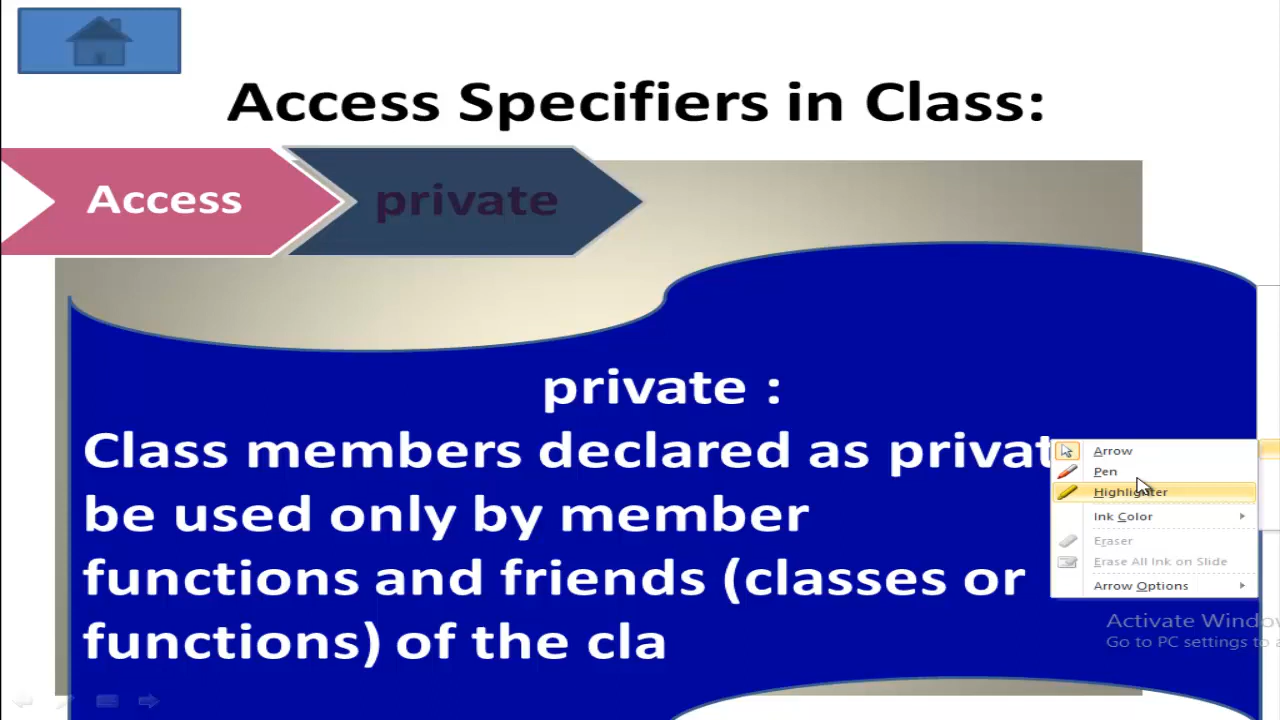 Access Specifiers in Class:
Access
private
private :
Class members declared as privat
be used only by member
functions and friends (classes or
functions) of the cla
Arrow
Pen
Highlighter
Ink Color
Eraser
Erase All Ink on Slide
Arrow Options
Activate Windo
Go to PC settings to a